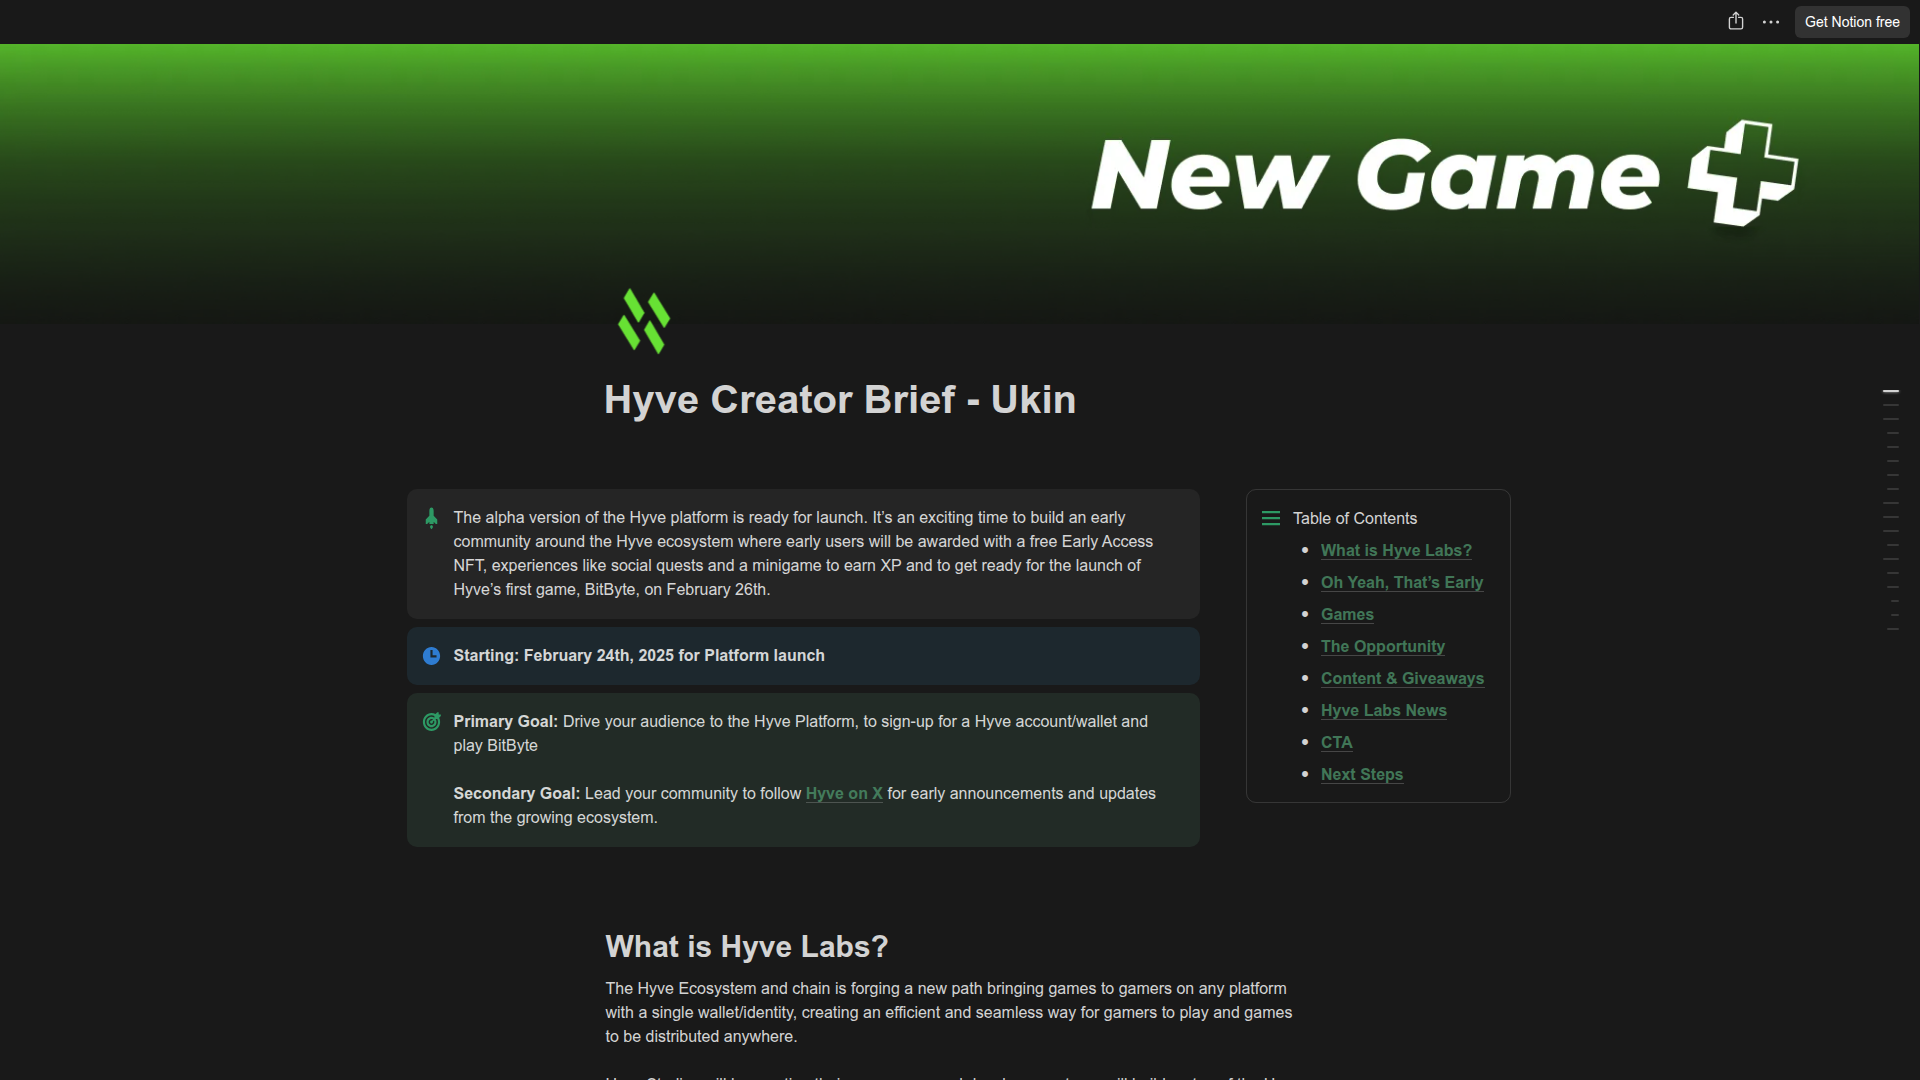 Get Notion free
New Game
Hyve Creator Brief - Ukin
The alpha version of the Hyve platform is ready for launch. It’s an exciting time to build an early
community around the Hyve ecosystem where early users will be awarded with a free Early Access
NFT, experiences like social quests and a minigame to earn XP and to get ready for the launch of
Hyve’s first game, BitByte, on February 26th.
Starting: February 24th, 2025 for Platform launch
Primary Goal: Drive your audience to the Hyve Platform, to sign-up for a Hyve account/wallet and
play BitByte
Secondary Goal: Lead your community to follow Hyve on X for early announcements and updates
from the growing ecosystem.
Table of Contents
• What is Hyve Labs?
• Oh Yeah, That’s Early
• Games
• The Opportunity
• Content & Giveaways
• Hyve Labs News
• CTA
• Next Steps
What is Hyve Labs?
The Hyve Ecosystem and chain is forging a new path bringing games to gamers on any platform
with a single wallet/identity, creating an efficient and seamless way for gamers to play and games
to be distributed anywhere.